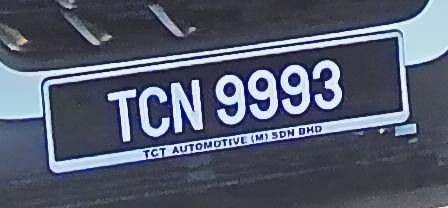 TCN 9993
TCT AUTOMOTIVE (M) SDN BHD